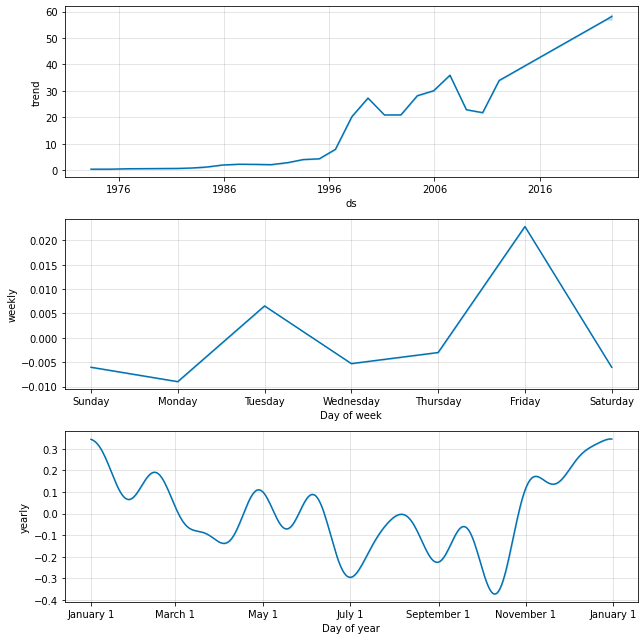 60
50
40
30
20
10
0
trend
1976 1986 1996 2006 2016
ds
0.020
0.015
0.010
0.005
0.000
−0.005
−0.010
weekly
Sunday Monday Tuesday Wednesday Thursday Friday Saturday
Day of week
0.3
0.2
0.1
0.0
−0.1
−0.2
−0.3
−0.4
yearly
January 1 March 1 May 1 July 1 September 1 November 1 January 1
Day of year